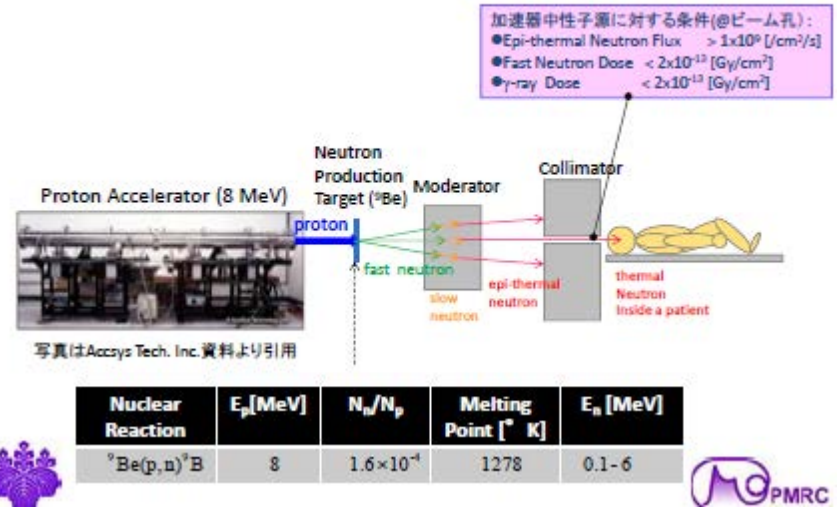 加速器中性子源に対する条件(@ビーム孔):
●Epi-thermal Neutron Flux > 1x10⁹ [/cm²/s]
●Fast Neutron Dose < 2x10⁻¹³ [Gy/cm²]
●γ-ray Dose < 2x10⁻¹³ [Gy/cm²]
Neutron
Production
Target (⁹Be)
Moderator
Collimator
Proton Accelerator (8 MeV)
proton
fast neutron
slow
neutron
epi-thermal
neutron
thermal
Neutron
Inside a patient
写真はAccsys Tech. Inc.資料より引用
Nuclear Reaction Eₚ[MeV] Nₙ/Nₚ Melting Point [° K] Eₙ [MeV]
⁹Be(p,n)⁹B 8 1.6×10⁻⁴ 1278 0.1- 6
PMRC